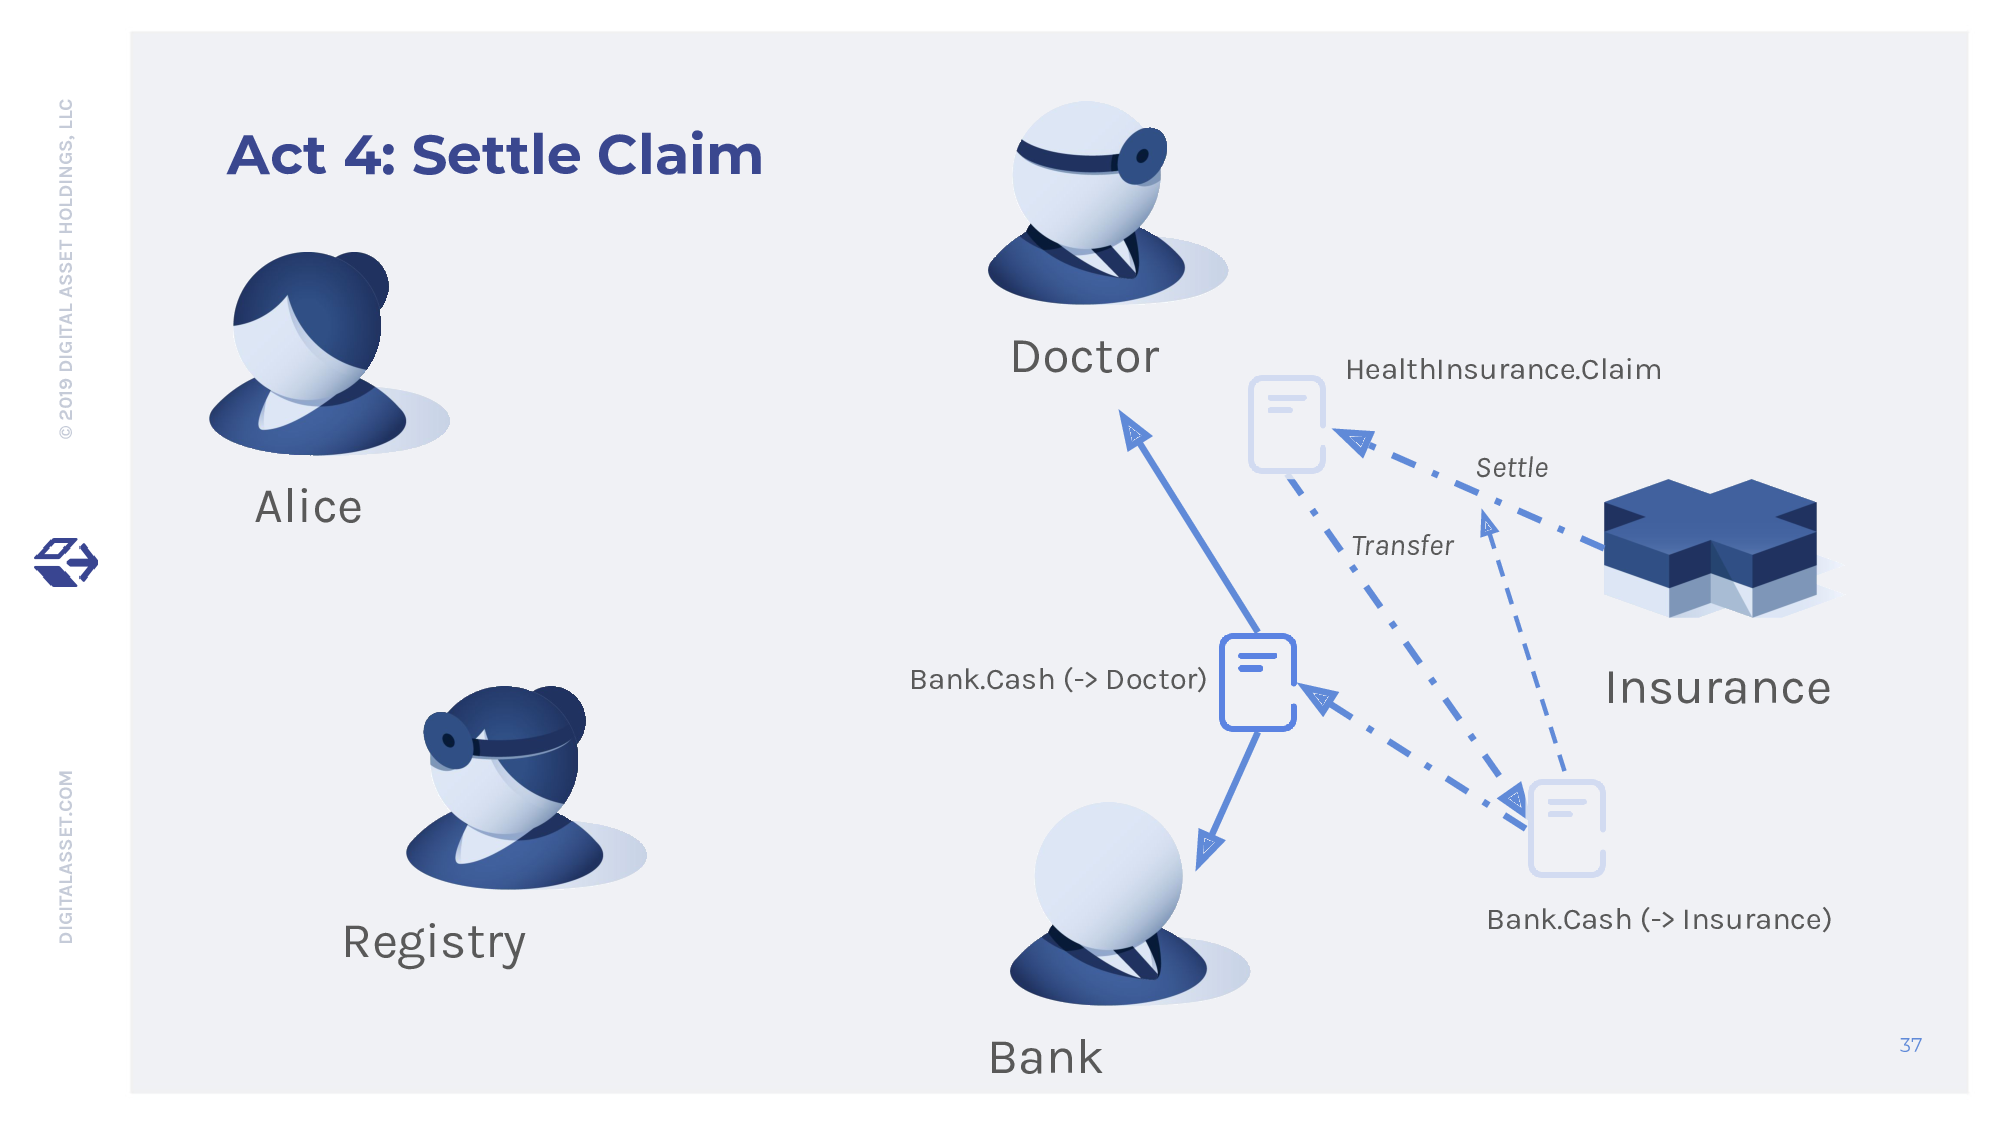 Act 4: Settle Claim
© 2019 DIGITAL ASSET HOLDINGS, LLC
DIGITALASSET.COM
Doctor
Alice
HealthInsurance.Claim
Settle
Transfer
Bank.Cash (-> Doctor)
Insurance
Registry
Bank.Cash (-> Insurance)
Bank
37